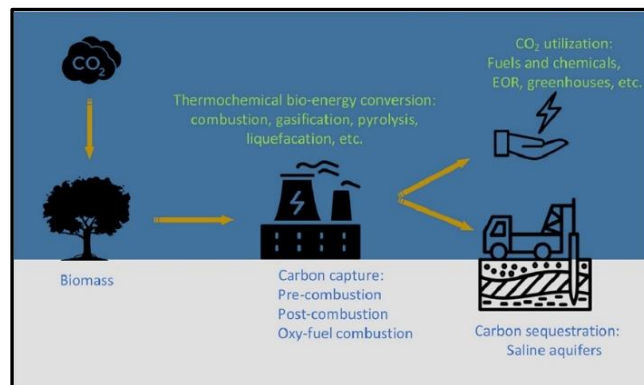 CO2
CO2 utilization:
Fuels and chemicals,
EOR, greenhouses, etc.
Thermochemical bio-energy conversion:
combustion, gasification, pyrolysis,
liquefacation, etc.
Biomass
Carbon capture:
Pre-combustion
Post-combustion
Oxy-fuel combustion
Carbon sequestration:
Saline aquifers